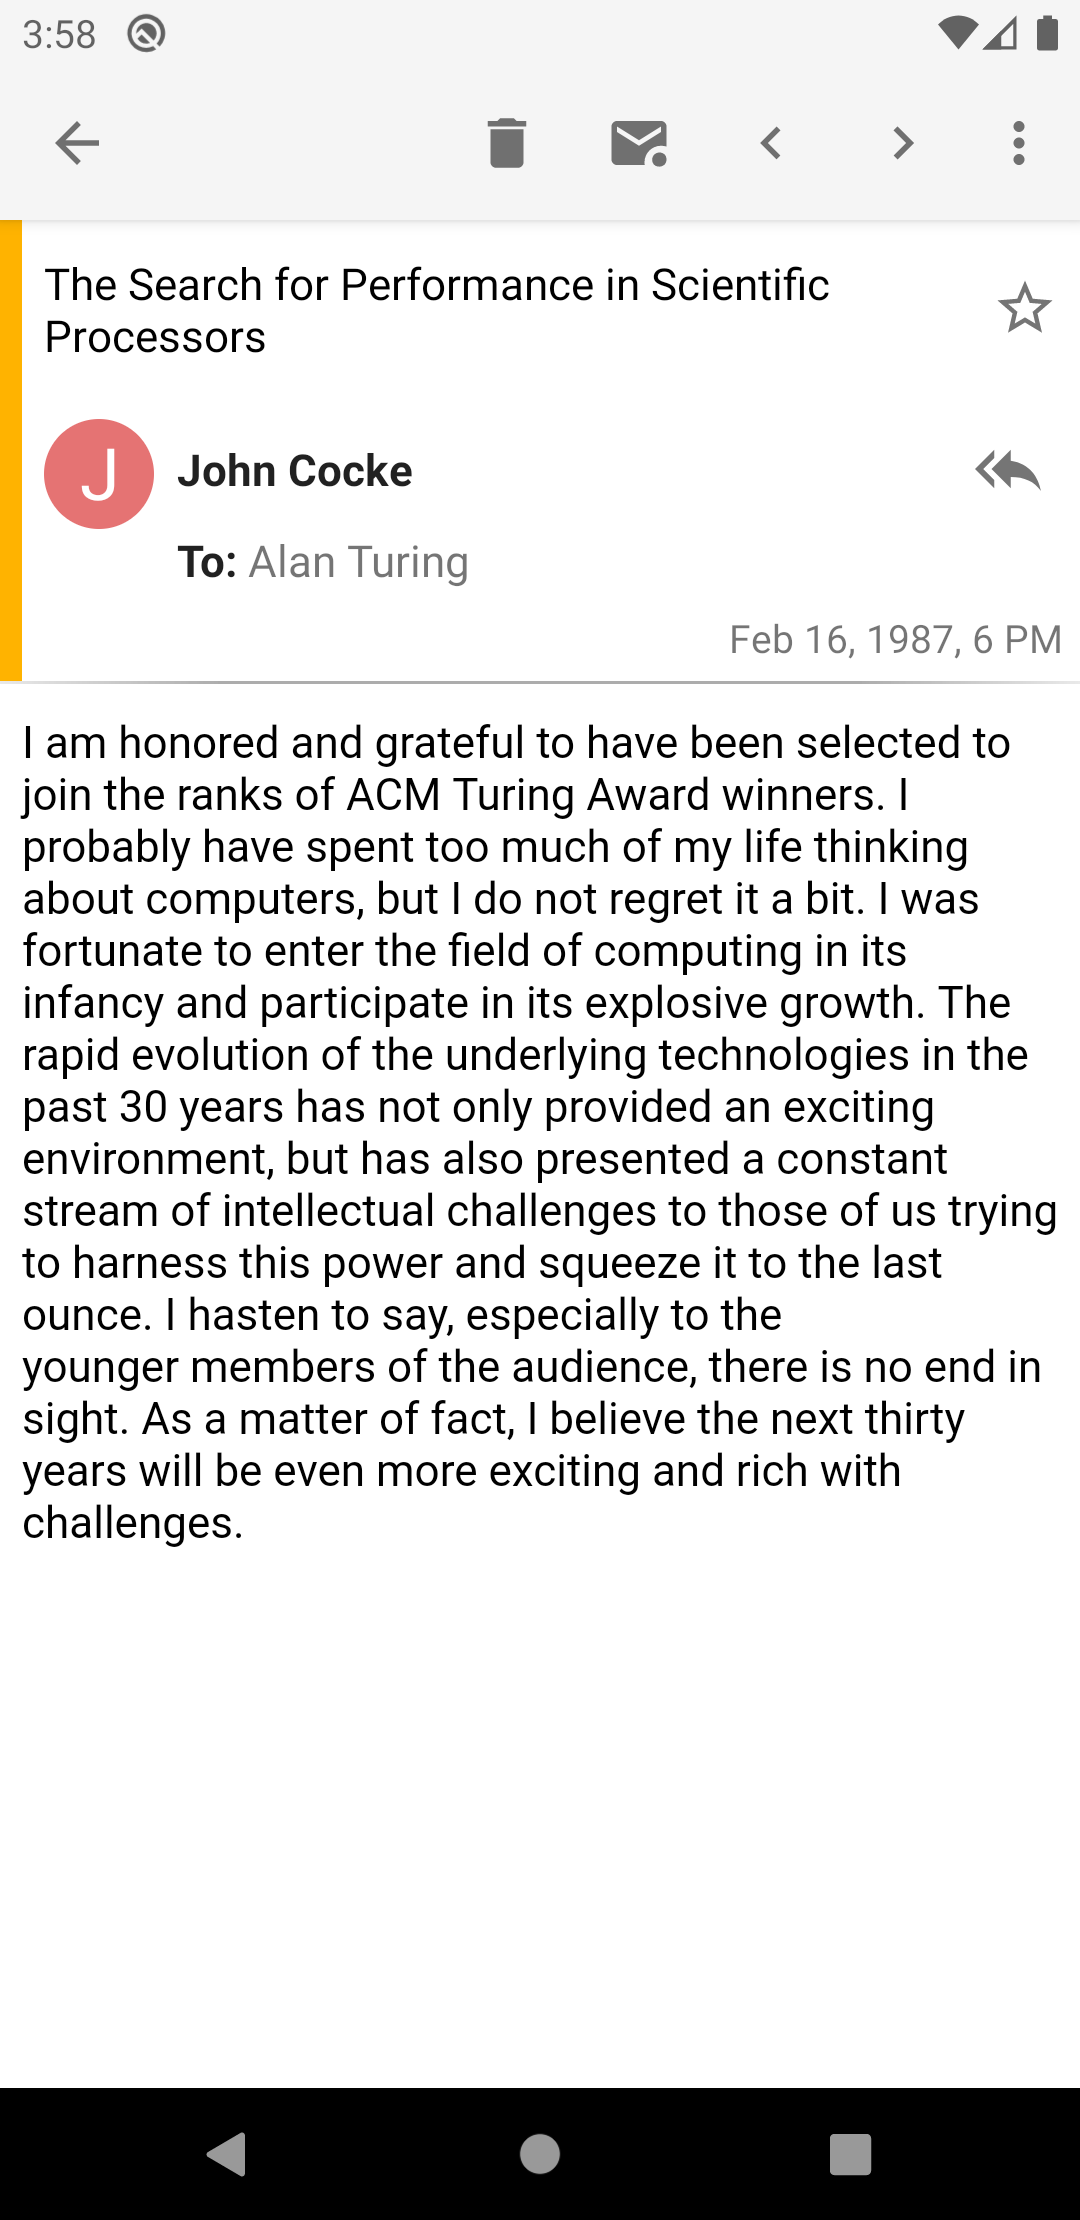 3:58
The Search for Performance in Scientific
Processors
J
John Cocke
To: Alan Turing
Feb 16, 1987, 6 PM
I am honored and grateful to have been selected to
join the ranks of ACM Turing Award winners. I
probably have spent too much of my life thinking
about computers, but I do not regret it a bit. I was
fortunate to enter the field of computing in its
infancy and participate in its explosive growth. The
rapid evolution of the underlying technologies in the
past 30 years has not only provided an exciting
environment, but has also presented a constant
stream of intellectual challenges to those of us trying
to harness this power and squeeze it to the last
ounce. I hasten to say, especially to the
younger members of the audience, there is no end in
sight. As a matter of fact, I believe the next thirty
years will be even more exciting and rich with
challenges.